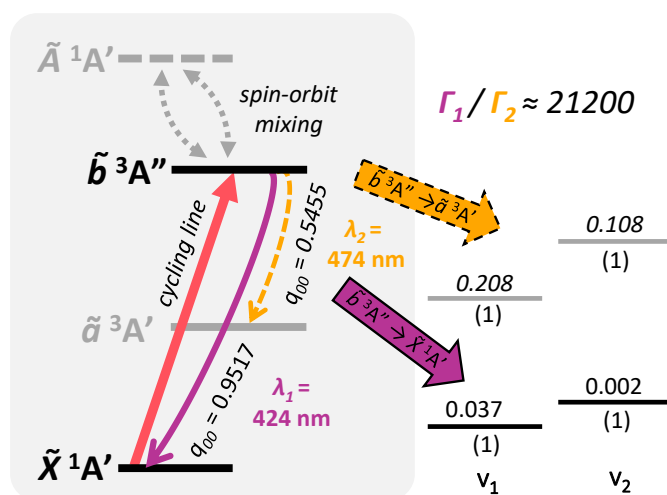 Ã ¹A’
spin-orbit
mixing
b̃ ³A”
cycling line
q₀₀ = 0.5455
λ₂ =
474 nm
ã ³A’
q₀₀ = 0.9517
λ₁ =
424 nm
X̃ ¹A’
Γ₁ / Γ₂ ≈ 21200
b̃ ³A” → ã ³A’
0.108
(1)
0.208
(1)
b̃ ³A” → X̃ ¹A’
0.037
(1)
0.002
(1)
v₁
v₂